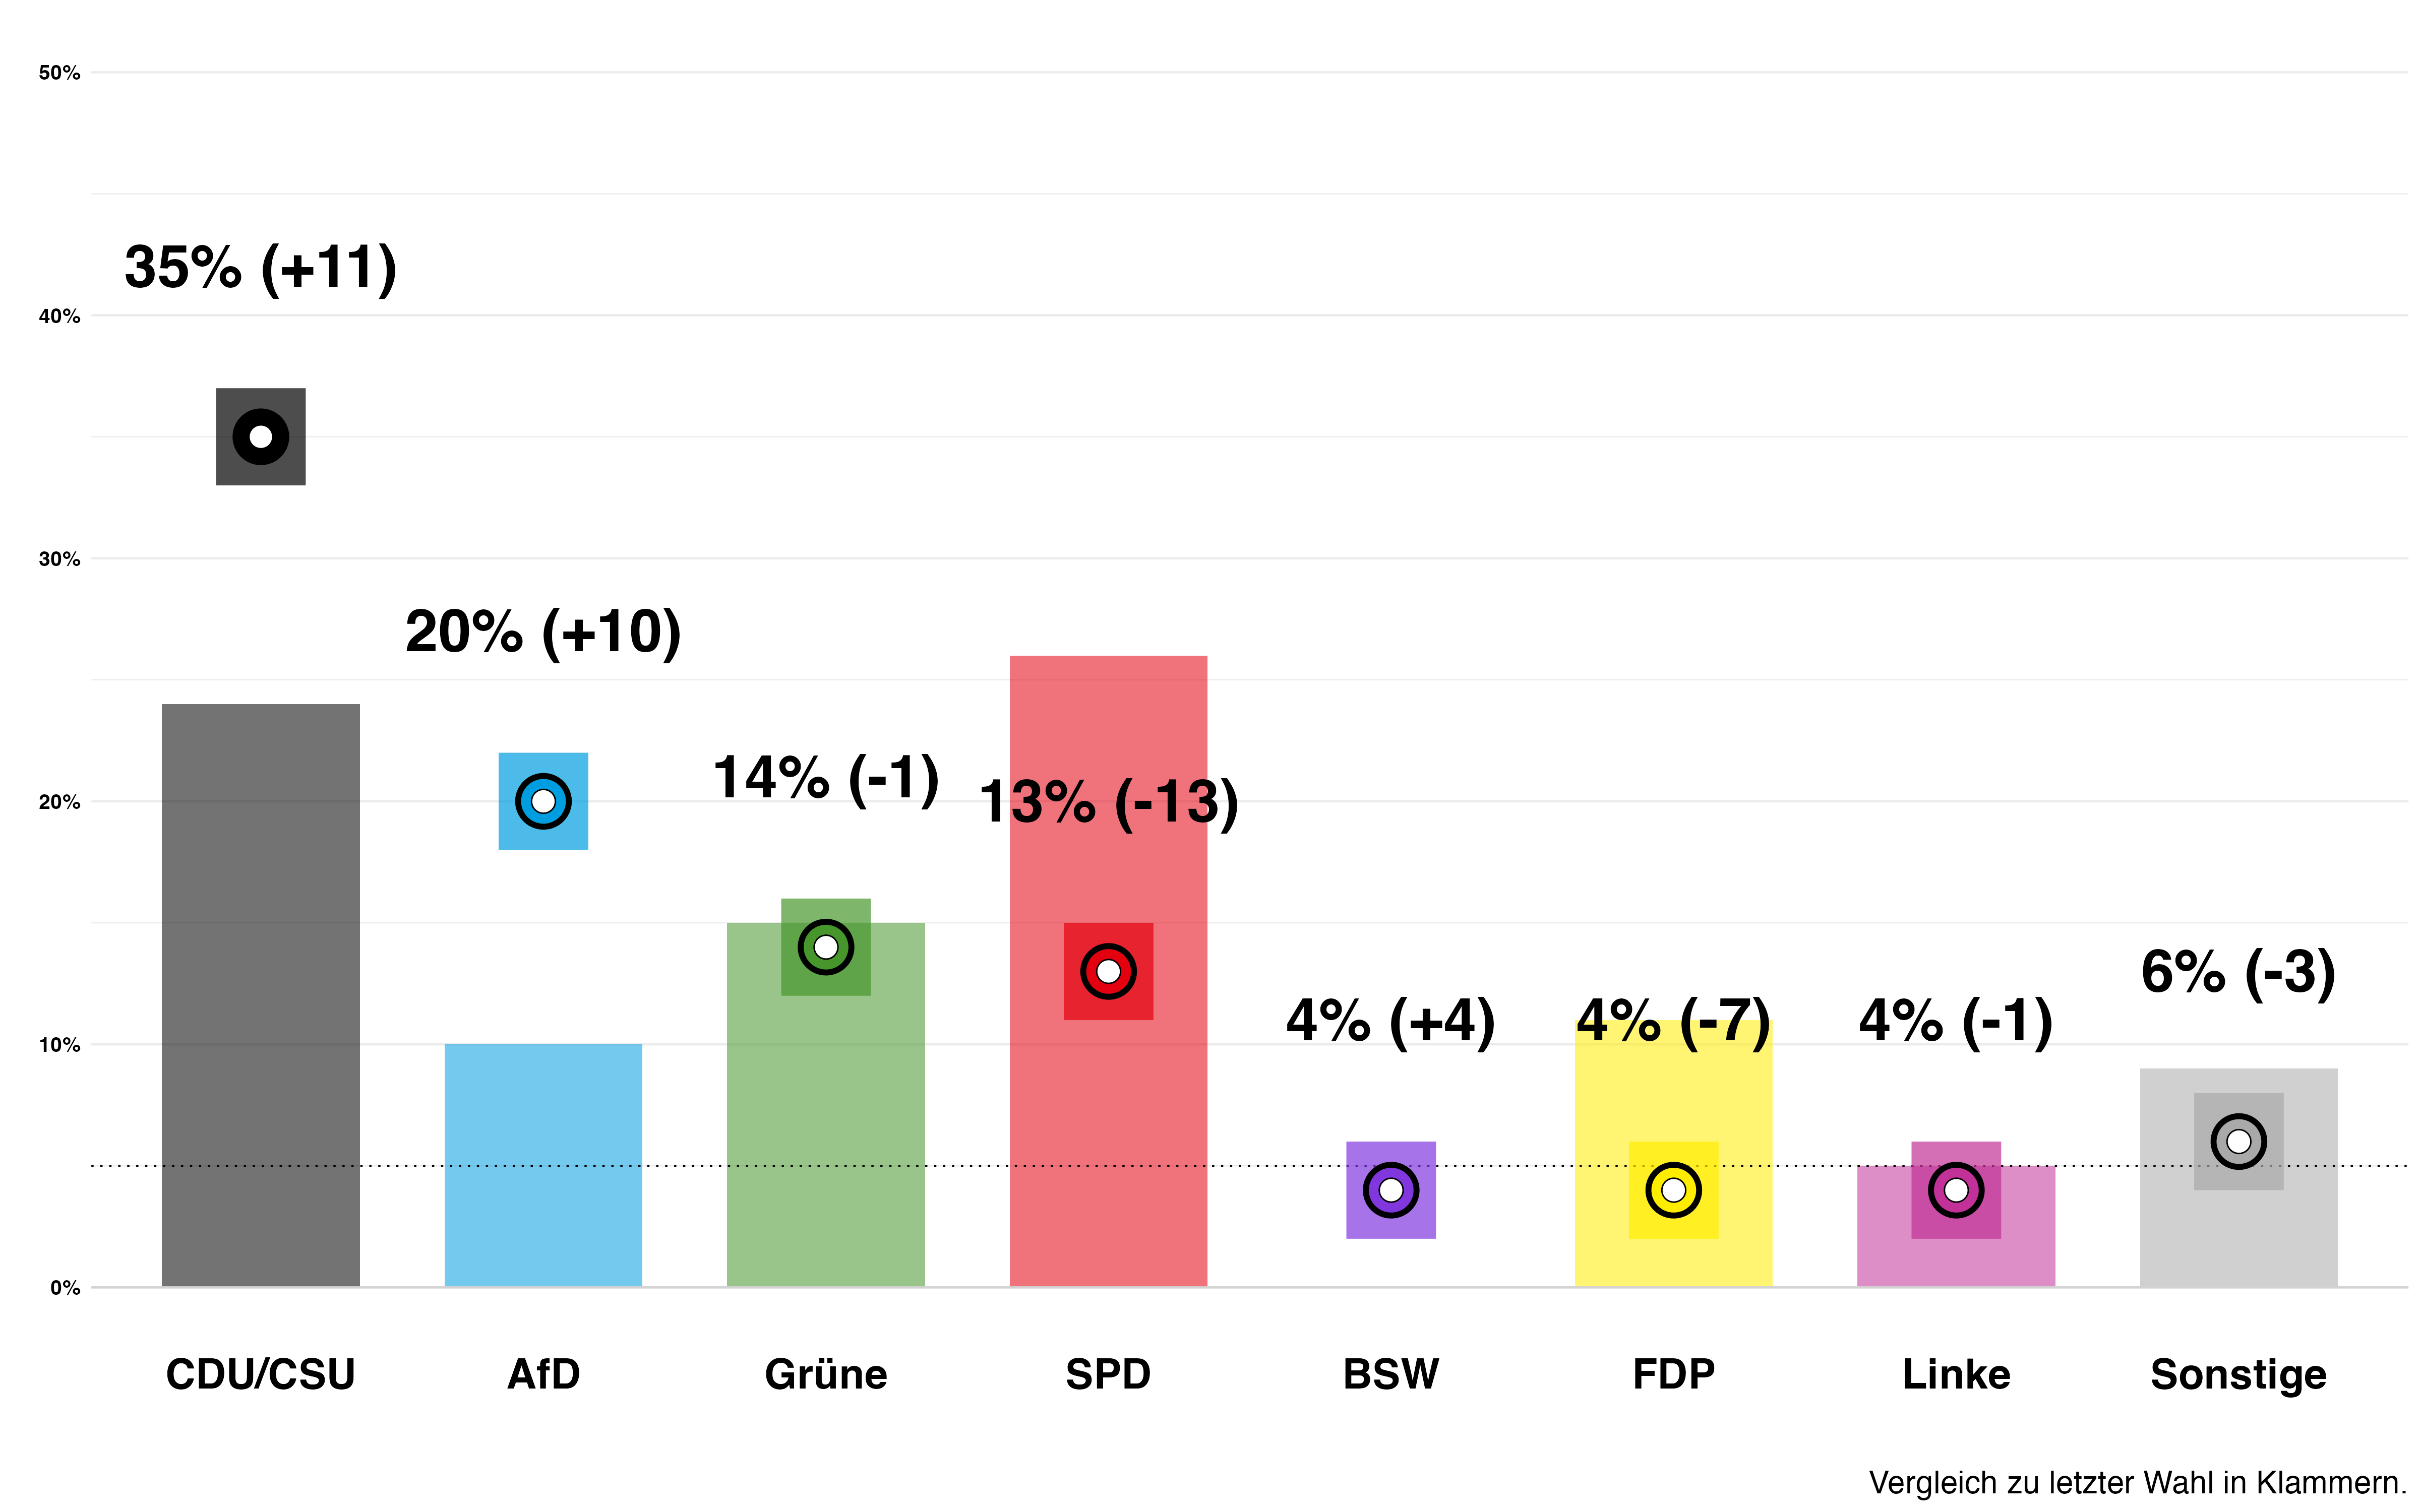 50%
40%
30%
20%
10%
0%
35% (+11)
20% (+10)
14% (-1)
13% (-13)
4% (+4)
4% (-7)
4% (-1)
6% (-3)
CDU/CSU
AfD
Grüne
SPD
BSW
FDP
Linke
Sonstige
Vergleich zu letzter Wahl in Klammern.